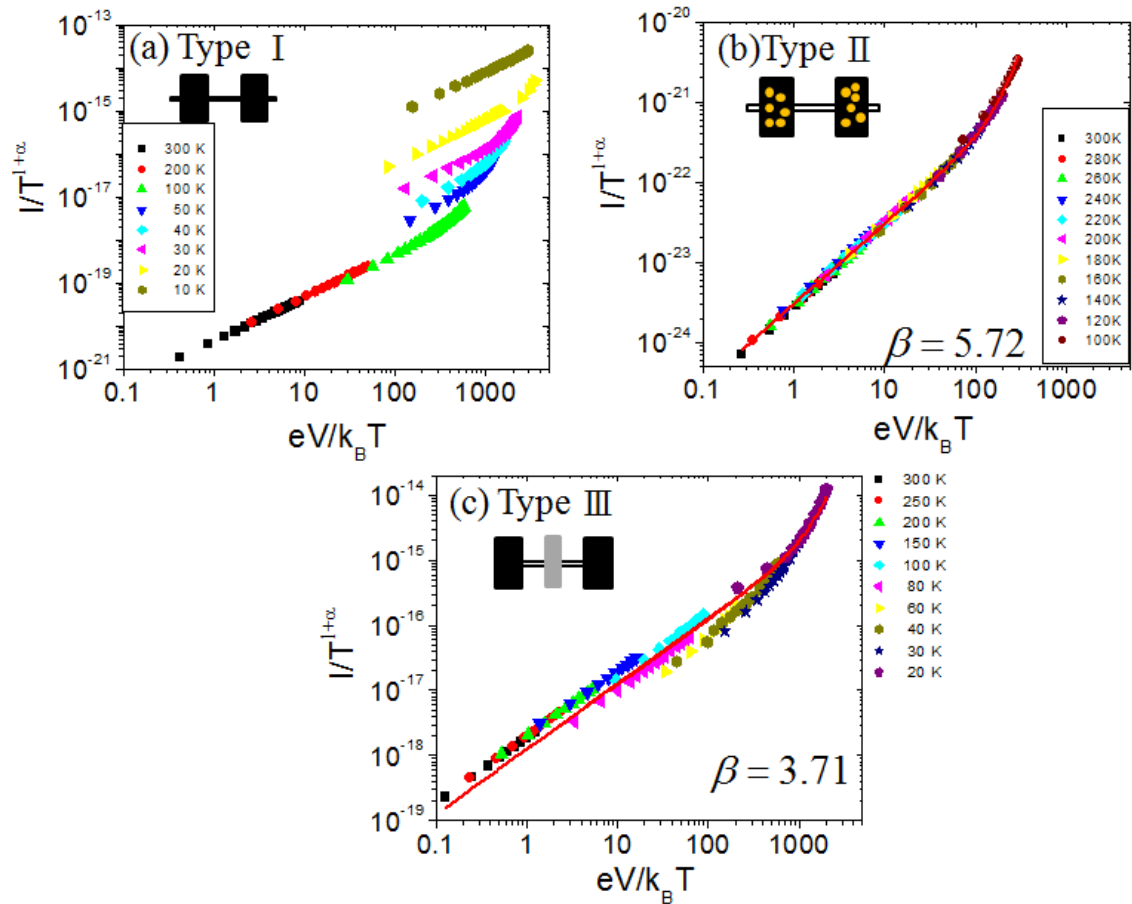 (a) Type Ⅰ
I/T^{1+α}
10^{-13}
10^{-15}
10^{-17}
10^{-19}
10^{-21}
300 K
200 K
100 K
50 K
40 K
30 K
20 K
10 K
0.1 1 10 100 1000
eV/k_BT
(b) Type Ⅱ
I/T^{1+α}
10^{-20}
10^{-21}
10^{-22}
10^{-23}
10^{-24}
300K
280K
260K
240K
220K
200K
180K
160K
140K
120K
100K
β = 5.72
0.1 1 10 100 1000
eV/k_BT
(c) Type Ⅲ
I/T^{1+α}
10^{-14}
10^{-15}
10^{-16}
10^{-17}
10^{-18}
10^{-19}
300 K
250 K
200 K
150 K
100 K
80 K
60 K
40 K
30 K
20 K
β = 3.71
0.1 1 10 100 1000
eV/k_BT